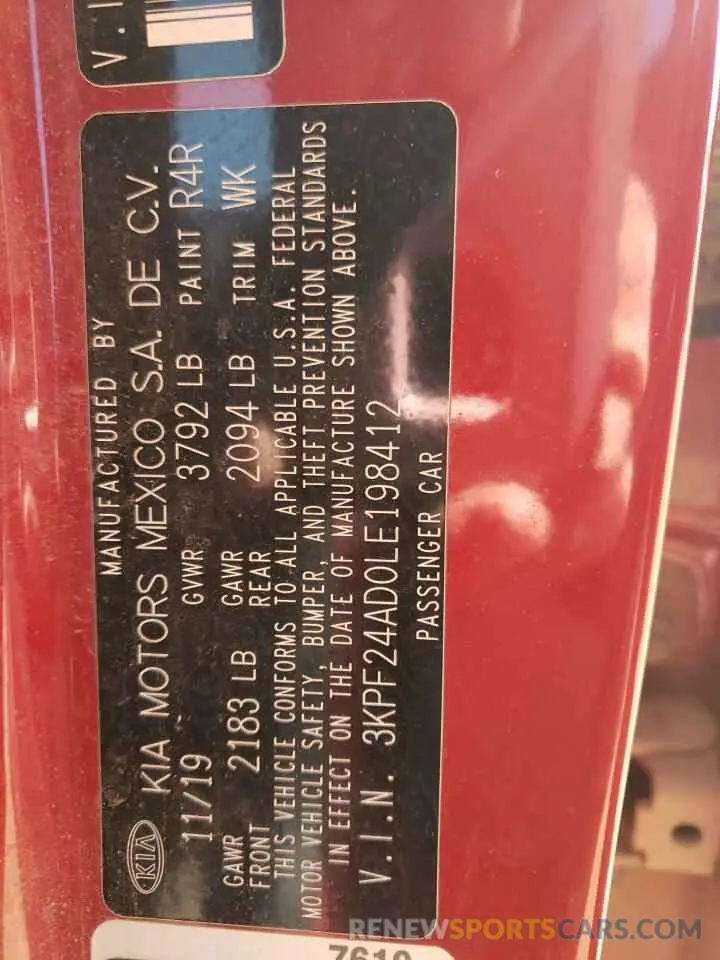 V.I
MANUFACTURED BY
KIA KIA MOTORS MEXICO S.A. DE C.V.
11/19 GVWR 3792 LB PAINT R4R
GAWR FRONT 2183 LB GAWR REAR 2094 LB TRIM WK
THIS VEHICLE CONFORMS TO ALL APPLICABLE U.S.A. FEDERAL
MOTOR VEHICLE SAFETY, BUMPER, AND THEFT PREVENTION STANDARDS
IN EFFECT ON THE DATE OF MANUFACTURE SHOWN ABOVE.
V.I.N. 3KPF24AD0LE198412
PASSENGER CAR
7619
RENEWSPORTSCARS.COM